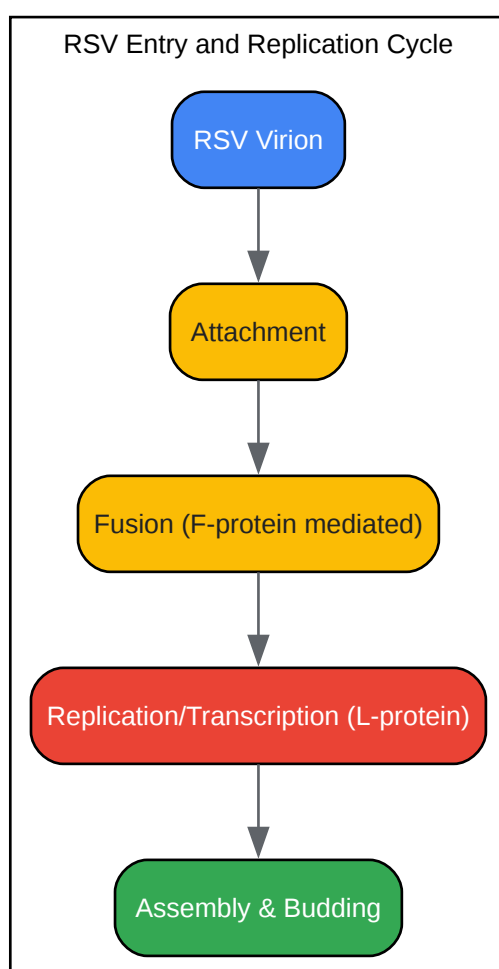 RSV Entry and Replication Cycle
RSV Virion
Attachment
Fusion (F-protein mediated)
Replication/Transcription (L-protein)
Assembly & Budding